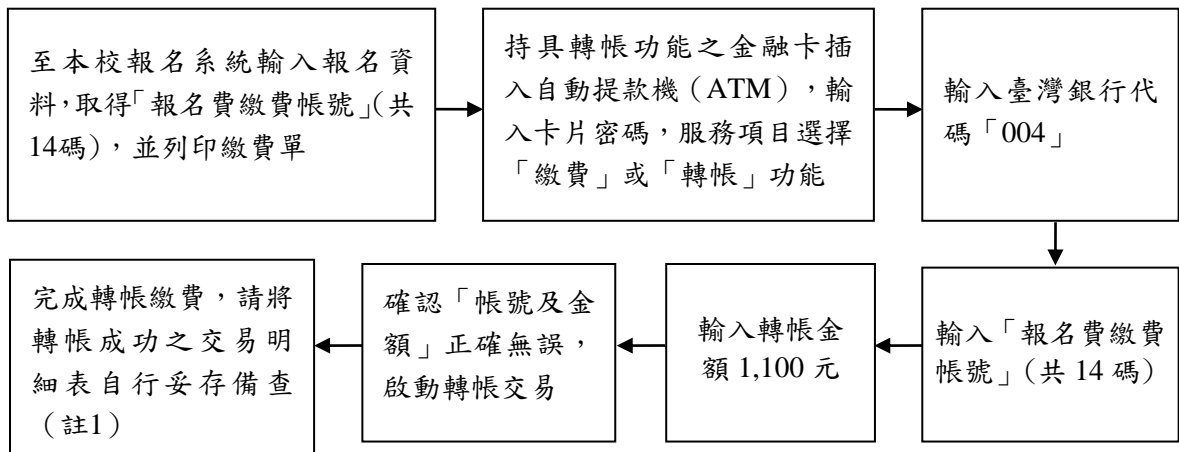 至本校報名系統輸入報名資
料，取得「報名費繳費帳號」(共
14碼)，並列印繳費單
持具轉帳功能之金融卡插
入自動提款機（ATM），輸
入卡片密碼，服務項目選擇
「繳費」或「轉帳」功能
輸入臺灣銀行代
碼「004」
輸入「報名費繳費
帳號」(共 14 碼)
輸入轉帳金
額 1,100 元
確認「帳號及金
額」正確無誤，
啟動轉帳交易
完成轉帳繳費，請將
轉帳成功之交易明
細表自行妥存備查
（註1）